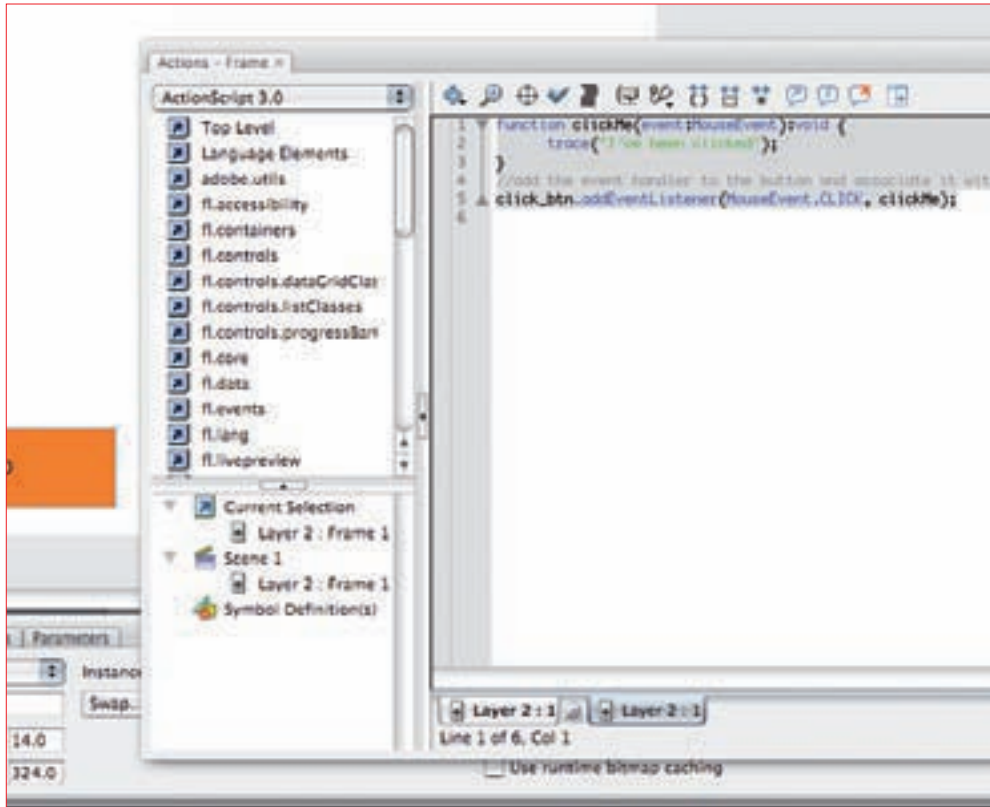 Actions - Frame ×
ActionScript 3.0
Top Level
Language Elements
adobe.utils
fl.accessibility
fl.containers
fl.controls
fl.controls.dataGridClas
fl.controls.listClasses
fl.controls.progressBarC
fl.core
fl.data
fl.events
fl.lang
fl.livepreview
Current Selection
Layer 2 : Frame 1
Scene 1
Layer 2 : Frame 1
Symbol Definition(s)
1 function clickMe(event:MouseEvent):void {
2 trace("I've been clicked");
3 }
4 //add the event handler to the button and associate it wit
5 click_btn.addEventListener(MouseEvent.CLICK, clickMe);
6
Layer 2 : 1
Layer 2 : 1
Line 1 of 6, Col 1
Parameters
Instanc
Swap...
14.0
324.0
Use runtime bitmap caching